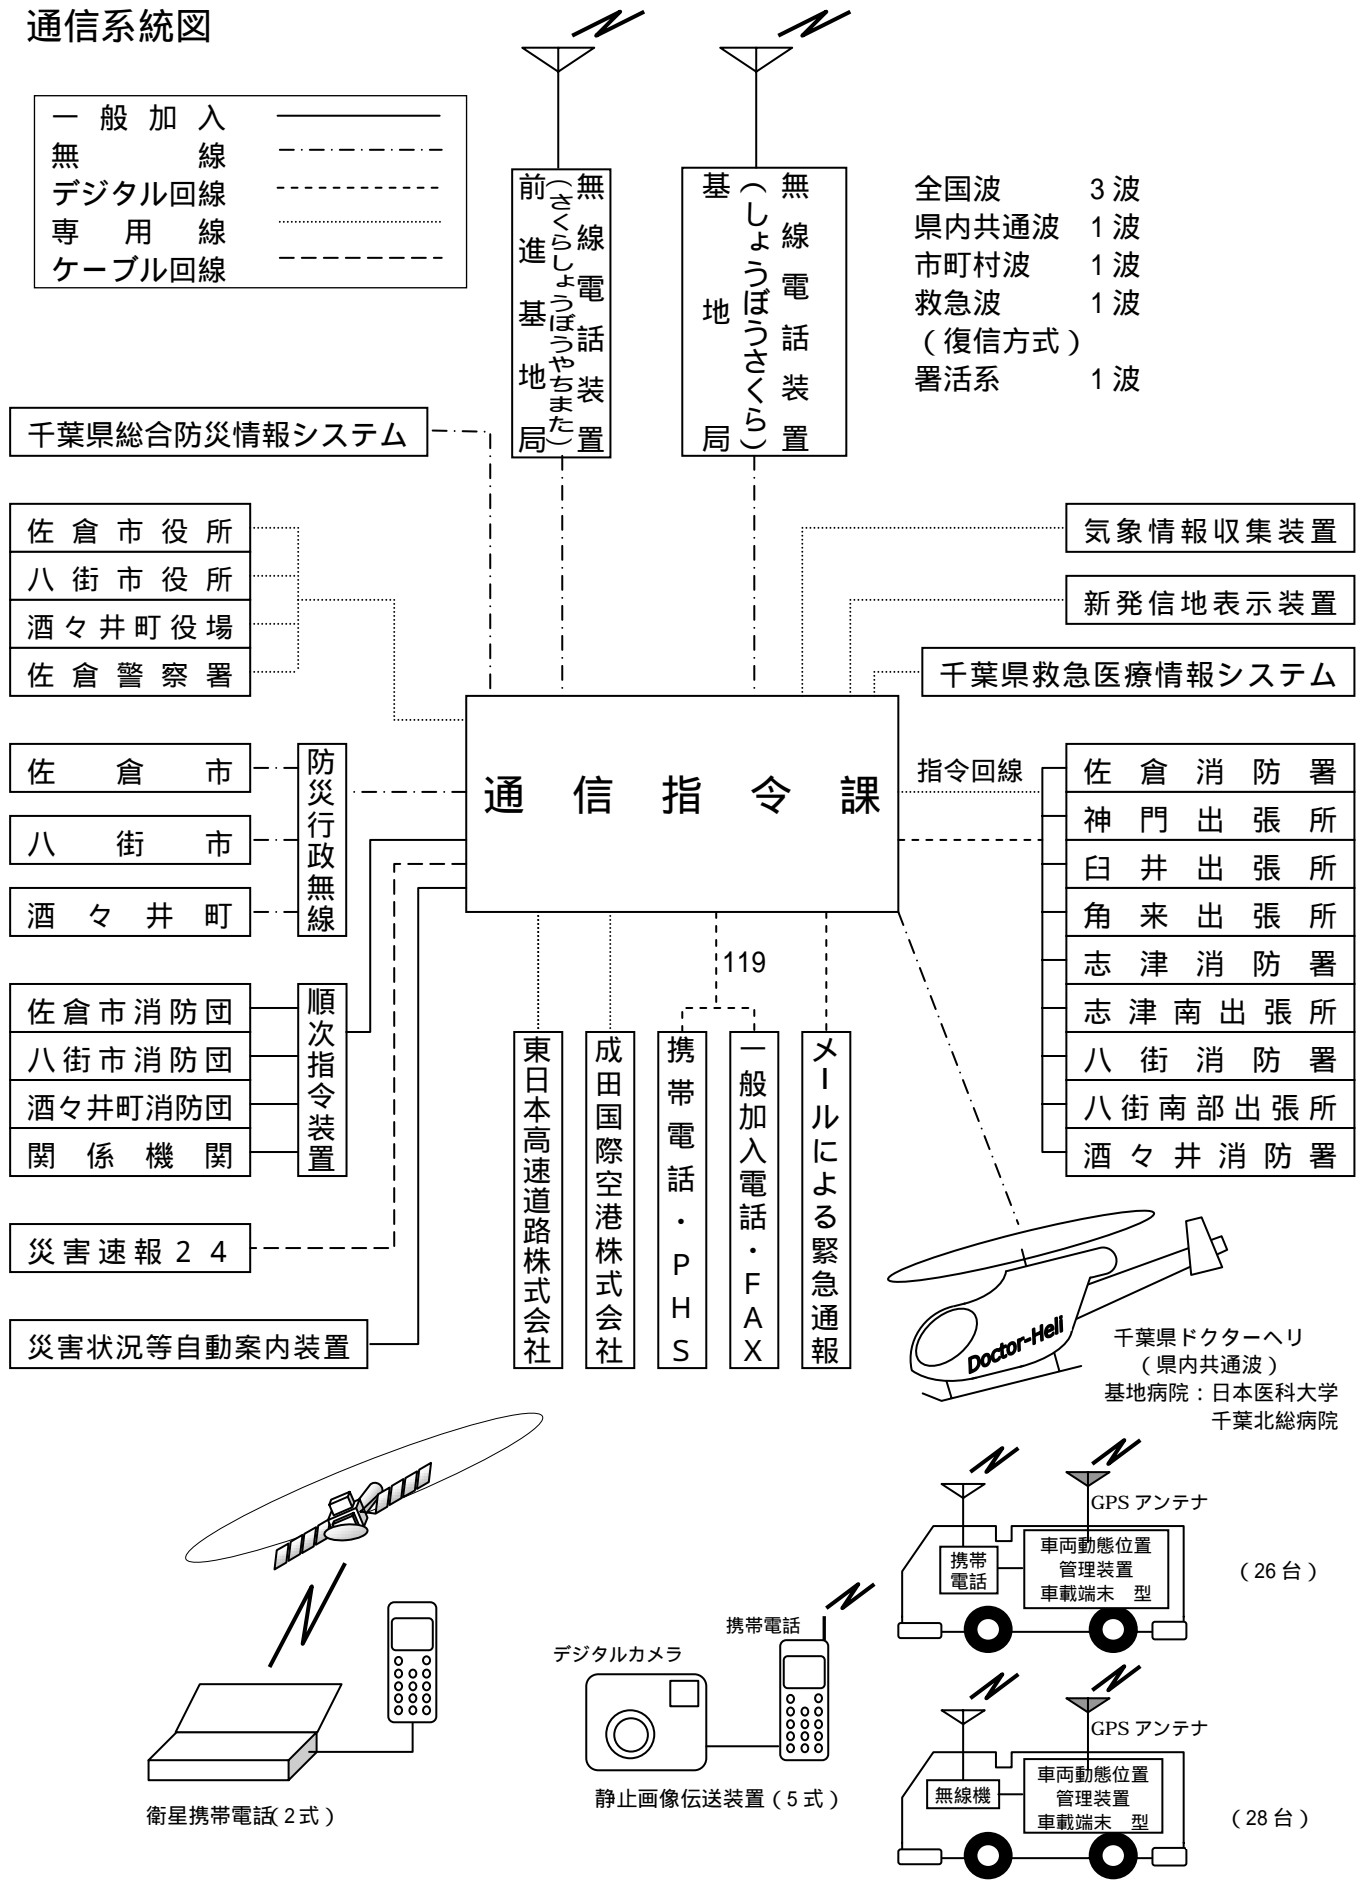 通信系統図
一般加入
無線
デジタル回線
専用線
ケーブル回線
無線電話装置
(さくらしょうぼうやちまた)
前進基地局
無線電話装置
(しょうぼうさくら)
基地局
全国波 3波
県内共通波 1波
市町村波 1波
救急波 1波
(復信方式)
署活系 1波
千葉県総合防災情報システム
佐倉市役所
八街市役所
酒々井町役場
佐倉警察署
気象情報収集装置
新発信地表示装置
千葉県救急医療情報システム
通信指令課
佐倉市
八街市
酒々井町
防災行政無線
指令回線
佐倉消防署
神門出張所
臼井出張所
角来出張所
志津消防署
志津南出張所
八街消防署
八街南部出張所
酒々井消防署
佐倉市消防団
八街市消防団
酒々井町消防団
関係機関
順次指令装置
119
東日本高速道路株式会社
成田国際空港株式会社
携帯電話・PHS
一般加入電話・FAX
メールによる緊急通報
災害速報24
災害状況等自動案内装置
Doctor-Heli
千葉県ドクターヘリ
(県内共通波)
基地病院:日本医科大学
千葉北総病院
GPSアンテナ
携帯
電話
車両動態位置
管理装置
車載端末 型
(26台)
携帯電話
デジタルカメラ
GPSアンテナ
無線機
車両動態位置
管理装置
車載端末 型
(28台)
静止画像伝送装置(5式)
衛星携帯電話(2式)